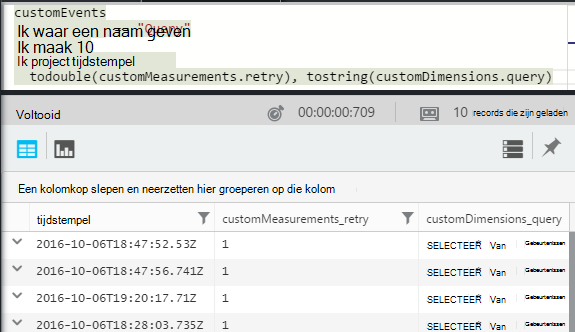 customEvents
Ik waar een naam geven == "Query"
Ik maak 10
Ik project tijdstempel
todouble(customMeasurements.retry), tostring(customDimensions.query)
Voltooid 00:00:00:709 10 records die zijn geladen
Een kolomkop slepen en neerzetten hier groeperen op die kolom
tijdstempel customMeasurements_retry customDimensions_query
2016-10-06T18:47:52.53Z 1 SELECTEER Van Gebeurtenissen
2016-10-06T18:47:56.741Z 1 SELECTEER Van Gebeurtenissen
2016-10-06T19:20:17.71Z 1 SELECTEER Van Gebeurtenissen
2016-10-06T18:28:03.735Z 1 SELECTEER Van Gebeurtenissen